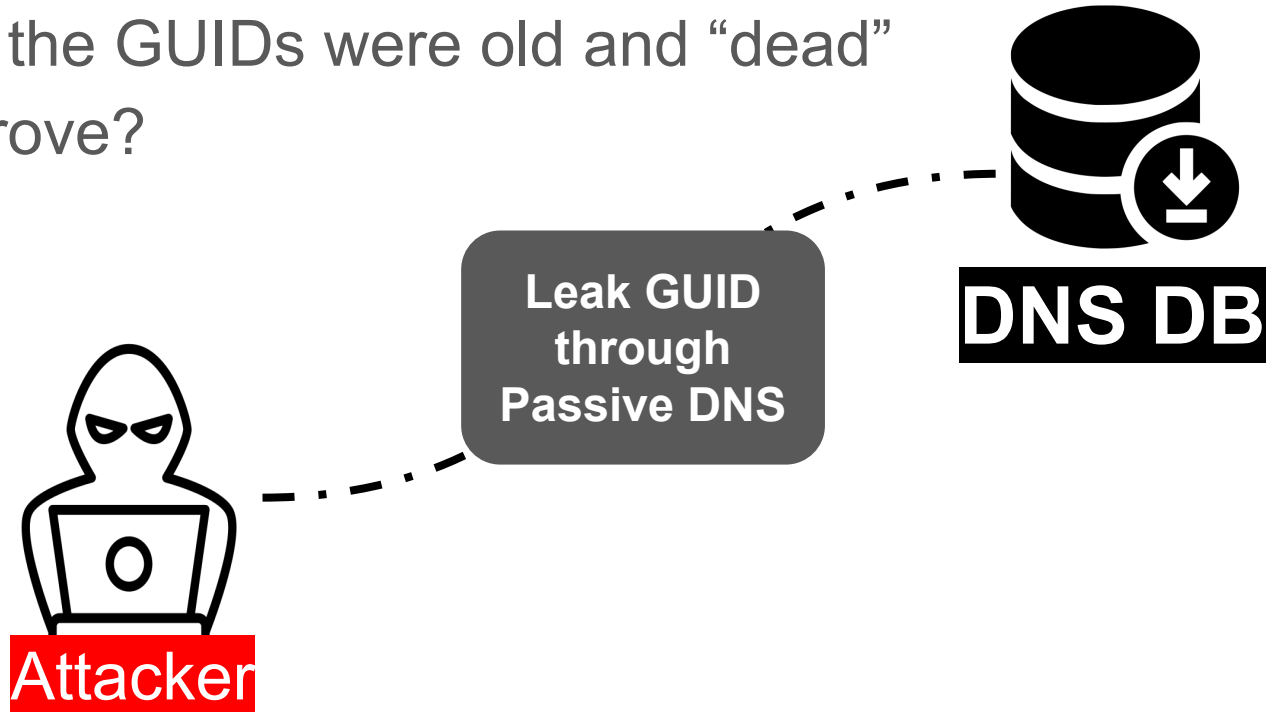 the GUIDs were old and “dead”
rove?
Leak GUID
through
Passive DNS
DNS DB
Attacker